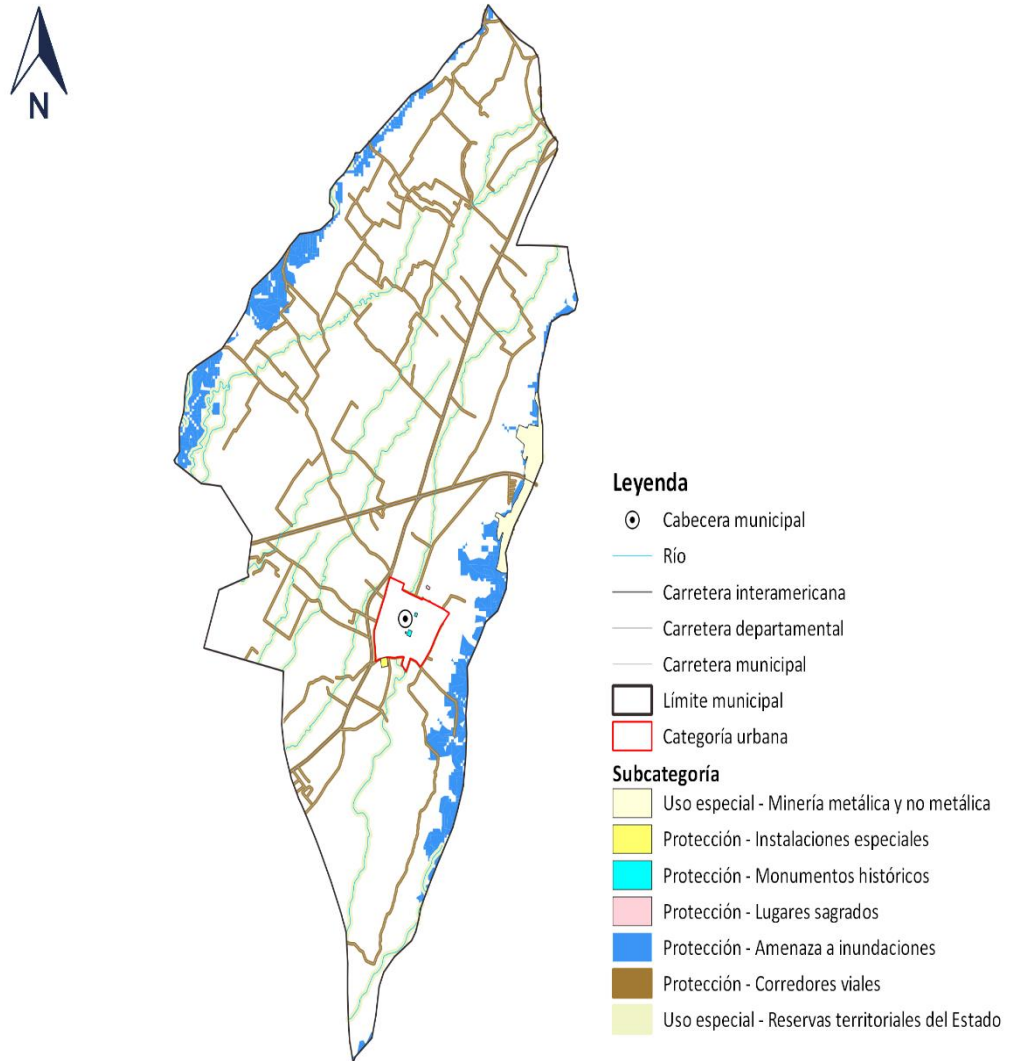 N
Leyenda
Cabecera municipal
Río
Carretera interamericana
Carretera departamental
Carretera municipal
Límite municipal
Categoría urbana
Subcategoría
Uso especial - Minería metálica y no metálica
Protección - Instalaciones especiales
Protección - Monumentos históricos
Protección - Lugares sagrados
Protección - Amenaza a inundaciones
Protección - Corredores viales
Uso especial - Reservas territoriales del Estado